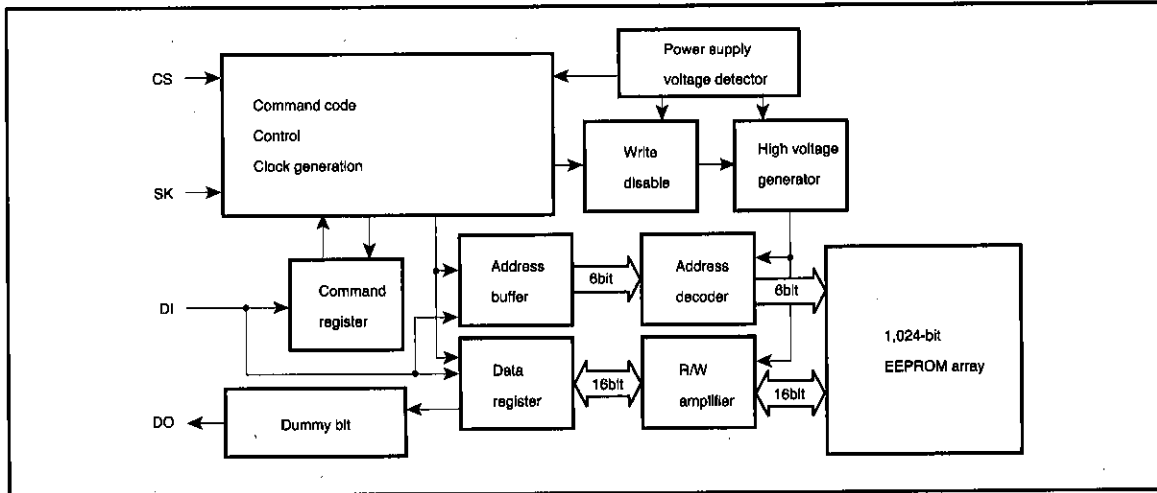 Power supply
voltage detector
CS
Command code
Control
Clock generation
Write
disable
High voltage
generator
SK
Address
buffer
6bit
Address
decoder
6bit
Command
register
DI
1,024-bit
EEPROM array
Data
register
16bit
R/W
amplifier
16bit
DO
Dummy bit